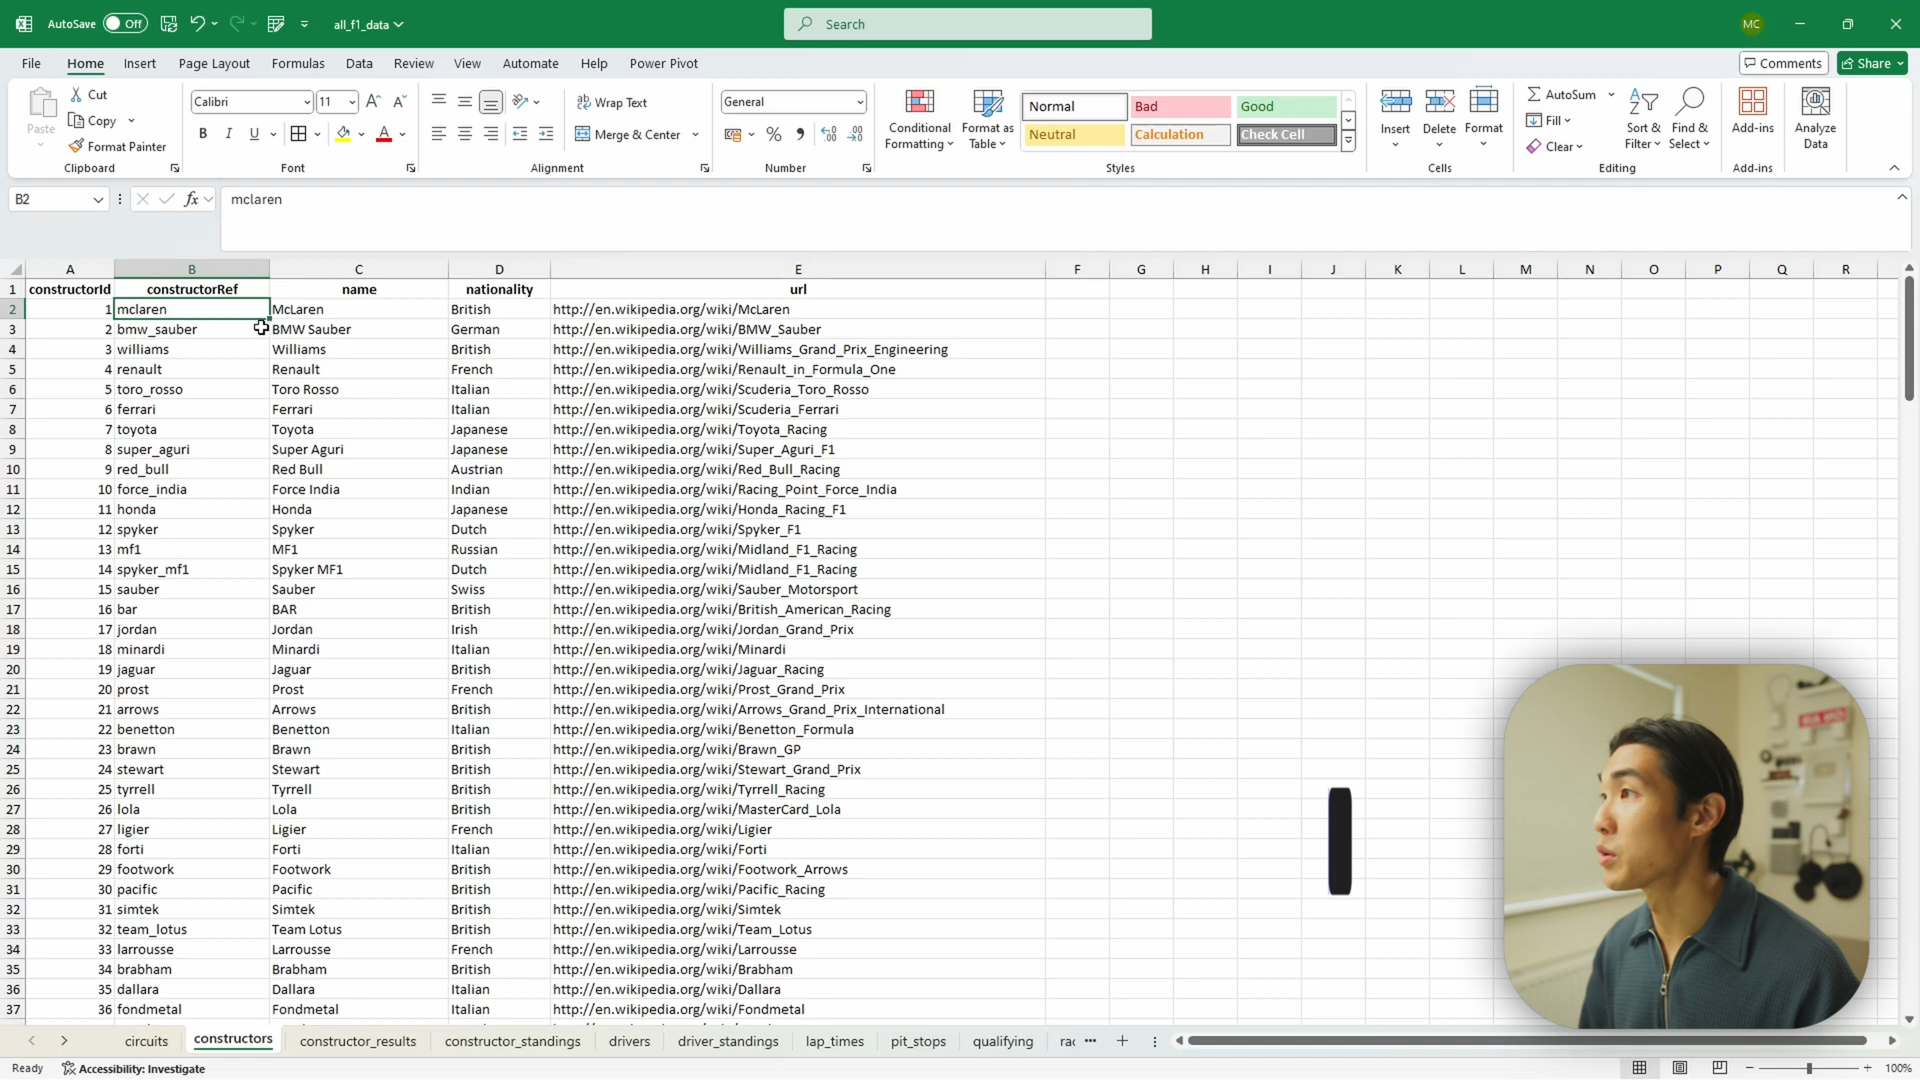 AutoSave Off all_f1_data Search MC
File Home Insert Page Layout Formulas Data Review View Automate Help Power Pivot Comments Share
Paste Cut Copy Format Painter Clipboard
Calibri 11 B I U A Font
Wrap Text Merge & Center Alignment
General % Number
Conditional Formatting Format as Table
Normal Bad Good
Neutral Calculation Check Cell
Styles
Insert Delete Format Cells
AutoSum Fill Clear Sort & Filter Find & Select Editing
Add-ins Add-ins
Analyze Data
B2 fx mclaren
A B C D E F G H I J K L M N O P Q R
1 constructorId constructorRef name nationality url
2 1 mclaren McLaren British http://en.wikipedia.org/wiki/McLaren
3 2 bmw_sauber BMW Sauber German http://en.wikipedia.org/wiki/BMW_Sauber
4 3 williams Williams British http://en.wikipedia.org/wiki/Williams_Grand_Prix_Engineering
5 4 renault Renault French http://en.wikipedia.org/wiki/Renault_in_Formula_One
6 5 toro_rosso Toro Rosso Italian http://en.wikipedia.org/wiki/Scuderia_Toro_Rosso
7 6 ferrari Ferrari Italian http://en.wikipedia.org/wiki/Scuderia_Ferrari
8 7 toyota Toyota Japanese http://en.wikipedia.org/wiki/Toyota_Racing
9 8 super_aguri Super Aguri Japanese http://en.wikipedia.org/wiki/Super_Aguri_F1
10 9 red_bull Red Bull Austrian http://en.wikipedia.org/wiki/Red_Bull_Racing
11 10 force_india Force India Indian http://en.wikipedia.org/wiki/Racing_Point_Force_India
12 11 honda Honda Japanese http://en.wikipedia.org/wiki/Honda_Racing_F1
13 12 spyker Spyker Dutch http://en.wikipedia.org/wiki/Spyker_F1
14 13 mf1 MF1 Russian http://en.wikipedia.org/wiki/Midland_F1_Racing
15 14 spyker_mf1 Spyker MF1 Dutch http://en.wikipedia.org/wiki/Midland_F1_Racing
16 15 sauber Sauber Swiss http://en.wikipedia.org/wiki/Sauber_Motorsport
17 16 bar BAR British http://en.wikipedia.org/wiki/British_American_Racing
18 17 jordan Jordan Irish http://en.wikipedia.org/wiki/Jordan_Grand_Prix
19 18 minardi Minardi Italian http://en.wikipedia.org/wiki/Minardi
20 19 jaguar Jaguar British http://en.wikipedia.org/wiki/Jaguar_Racing
21 20 prost Prost French http://en.wikipedia.org/wiki/Prost_Grand_Prix
22 21 arrows Arrows British http://en.wikipedia.org/wiki/Arrows_Grand_Prix_International
23 22 benetton Benetton Italian http://en.wikipedia.org/wiki/Benetton_Formula
24 23 brawn Brawn British http://en.wikipedia.org/wiki/Brawn_GP
25 24 stewart Stewart British http://en.wikipedia.org/wiki/Stewart_Grand_Prix
26 25 tyrrell Tyrrell British http://en.wikipedia.org/wiki/Tyrrell_Racing
27 26 lola Lola British http://en.wikipedia.org/wiki/MasterCard_Lola
28 27 ligier Ligier French http://en.wikipedia.org/wiki/Ligier
29 28 forti Forti Italian http://en.wikipedia.org/wiki/Forti
30 29 footwork Footwork British http://en.wikipedia.org/wiki/Footwork_Arrows
31 30 pacific Pacific British http://en.wikipedia.org/wiki/Pacific_Racing
32 31 simtek Simtek British http://en.wikipedia.org/wiki/Simtek
33 32 team_lotus Team Lotus British http://en.wikipedia.org/wiki/Team_Lotus
34 33 larrousse Larrousse French http://en.wikipedia.org/wiki/Larrousse
35 34 brabham Brabham British http://en.wikipedia.org/wiki/Brabham
36 35 dallara Dallara Italian http://en.wikipedia.org/wiki/Dallara
37 36 fondmetal Fondmetal Italian http://en.wikipedia.org/wiki/Fondmetal
circuits constructors constructor_results constructor_standings drivers driver_standings lap_times pit_stops qualifying rac ...
Ready Accessibility: Investigate 100%